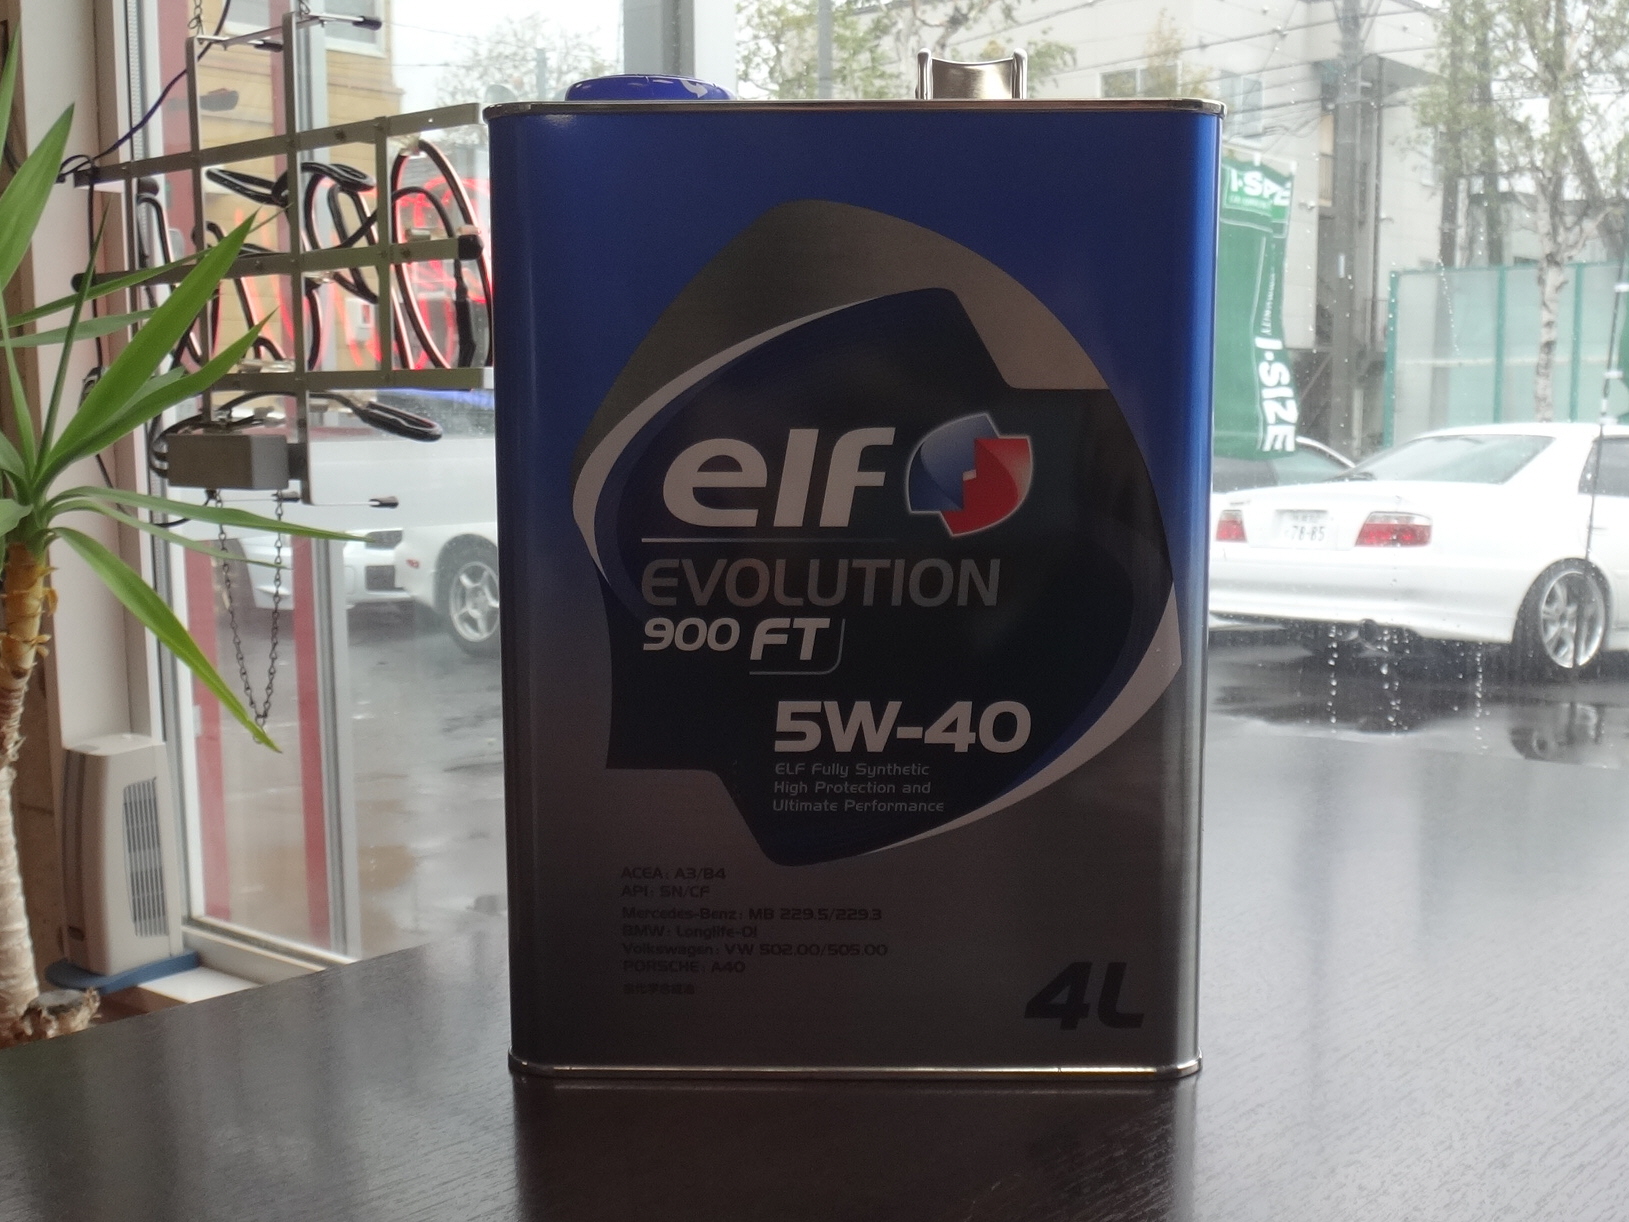 elf
EVOLUTION
900 FT
5W-40
ELF Fully Synthetic
High Protection and
Ultimate Performance
ACEA: A3/B4
API: SN/CF
Mercedes-Benz: MB 229.5/229.3
BMW: Longlife-01
Volkswagen: VW 502.00/505.00
PORSCHE: A40
4L
I·SIZE
78-85